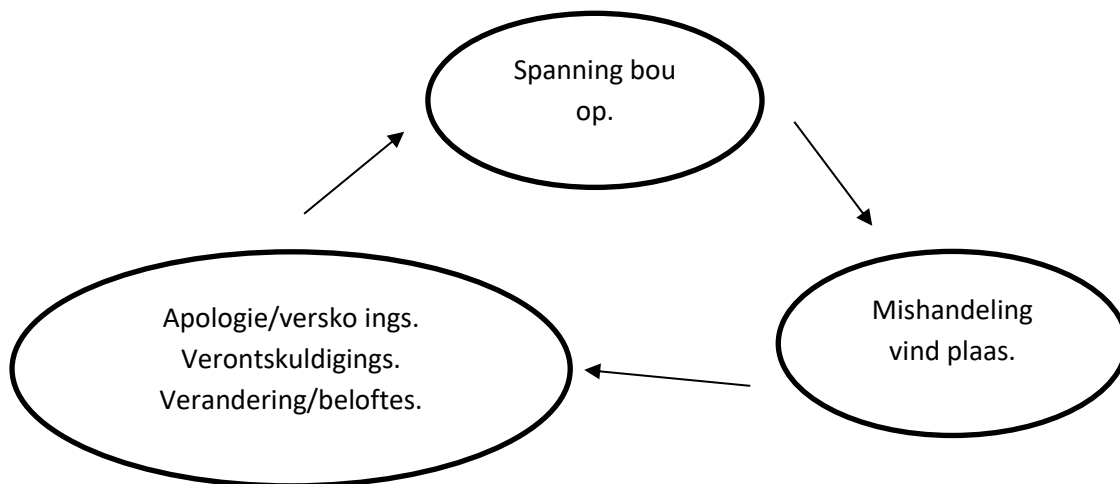 Spanning bou
op.
Mishandeling
vind plaas.
Apologie/versko ings.
Verontskuldigings.
Verandering/beloftes.